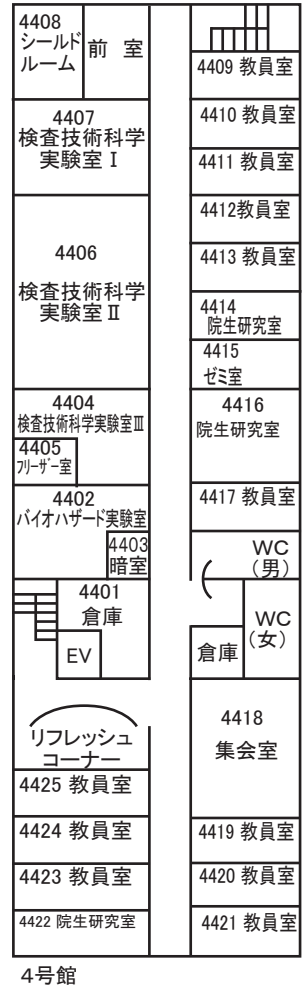 4408
シールド
ルーム
前 室
4407
検査技術科学
実験室Ⅰ
4406
検査技術科学
実験室Ⅱ
4404
検査技術科学実験室Ⅲ
4405
フリーザー室
4402
バイオハザード実験室
4403
暗室
4401
倉庫
EV
リフレッシュ
コーナー
4425 教員室
4424 教員室
4423 教員室
4422 院生研究室
4409 教員室
4410 教員室
4411 教員室
4412教員室
4413 教員室
4414
院生研究室
4415
ゼミ室
4416
院生研究室
4417 教員室
WC
(男)
WC
(女)
倉庫
4418
集会室
4419 教員室
4420 教員室
4421 教員室
4号館